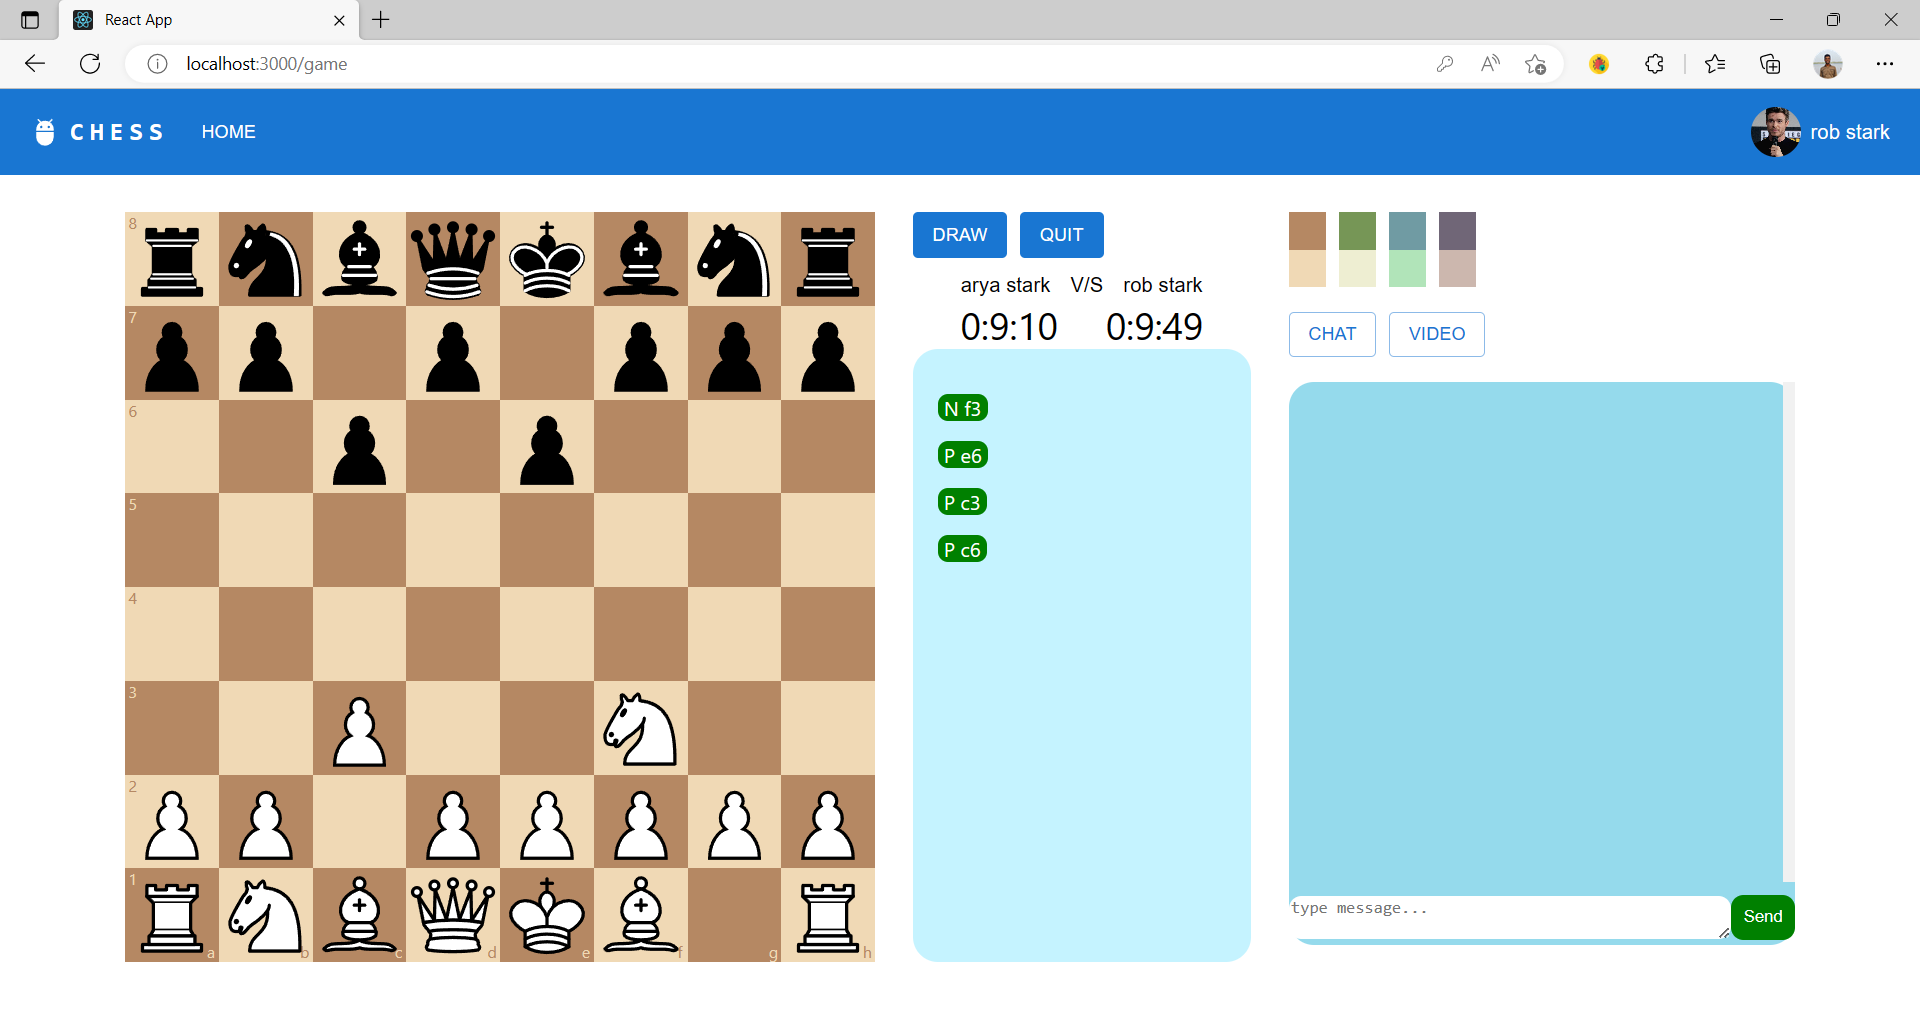 React App
localhost:3000/game
CHESS HOME rob stark
DRAW QUIT
arya stark V/S rob stark
0:9:10 0:9:49
CHAT VIDEO
N f3
P e6
P c3
P c6
type message...
Send
8
7
6
5
4
3
2
1
a b c d e f g h